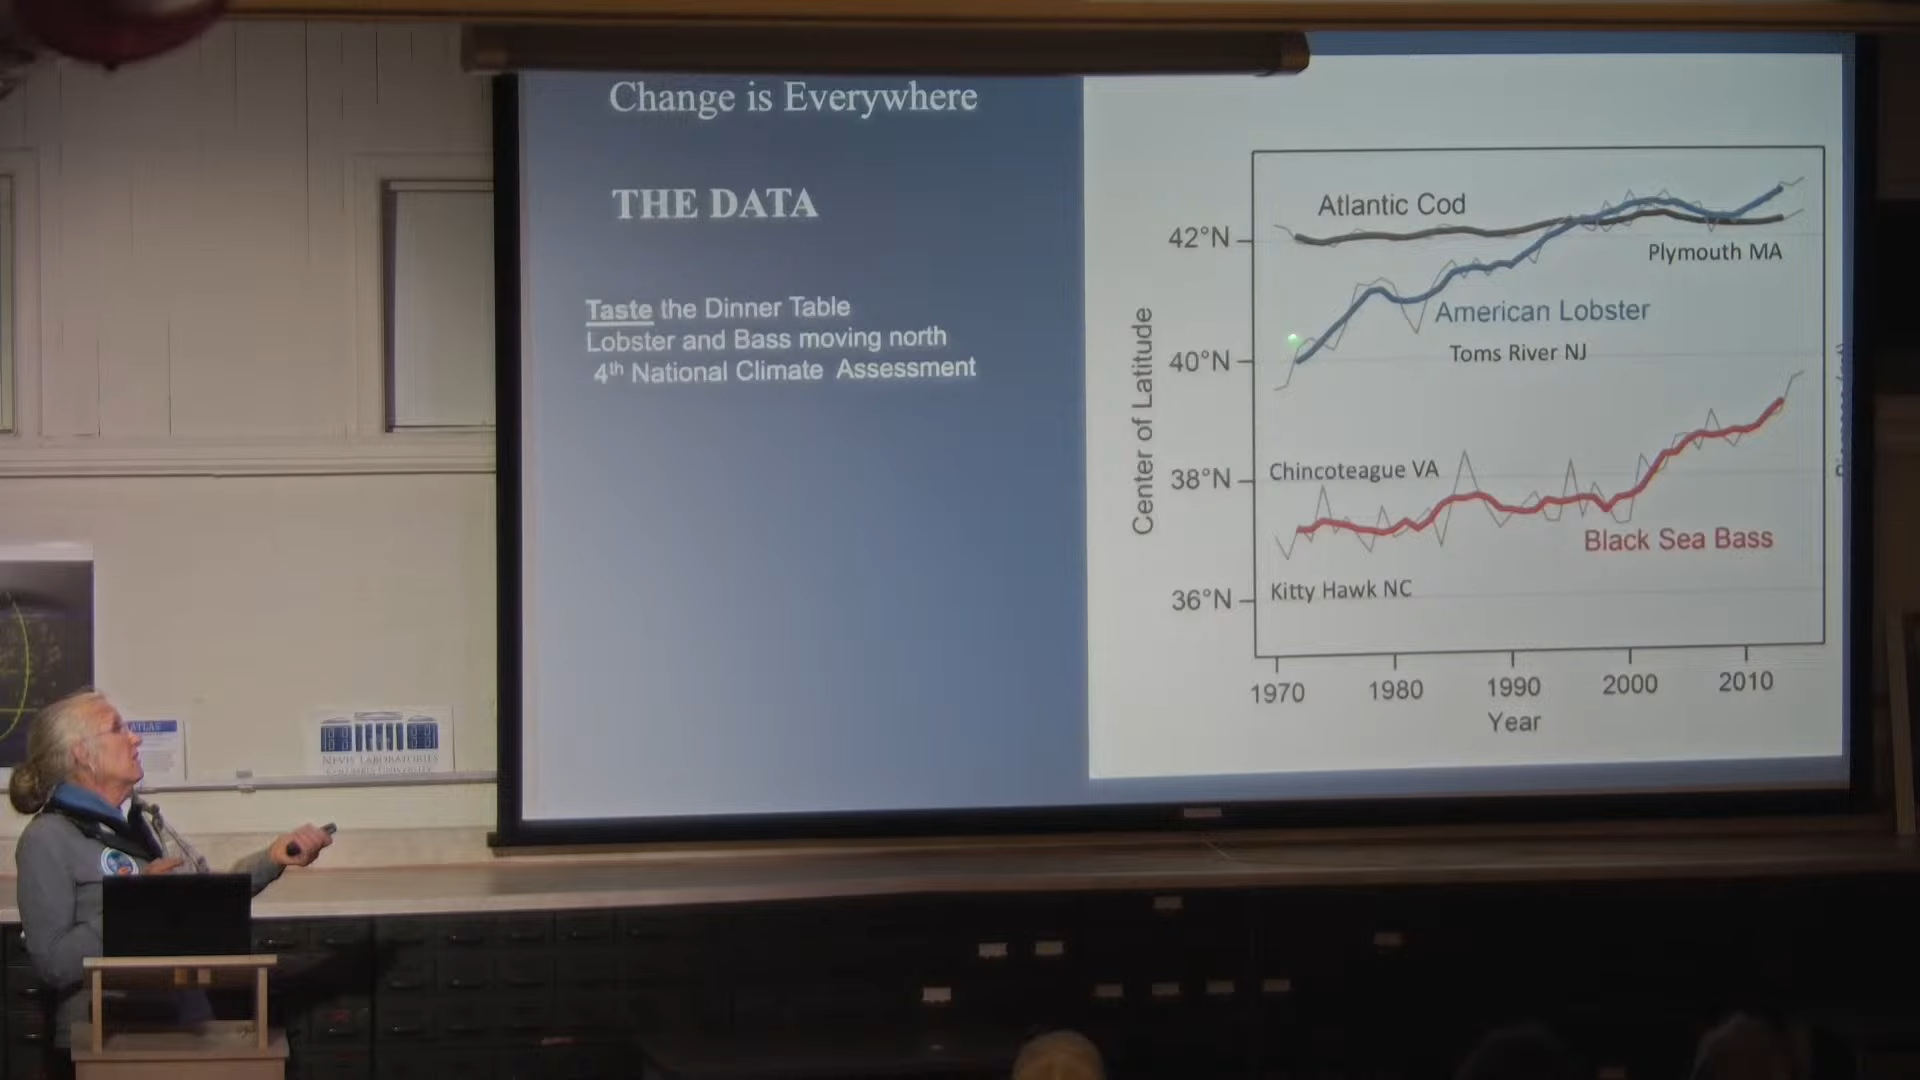 Change is Everywhere
THE DATA
Taste the Dinner Table
Lobster and Bass moving north
4th National Climate Assessment
Atlantic Cod
42°N
Plymouth MA
American Lobster
Toms River NJ
40°N
Center of Latitude
Chincoteague VA
38°N
Black Sea Bass
36°N
Kitty Hawk NC
1970 1980 1990 2000 2010
Year
ATLAS
NEVIS LABORATORIES
COLUMBIA UNIVERSITY